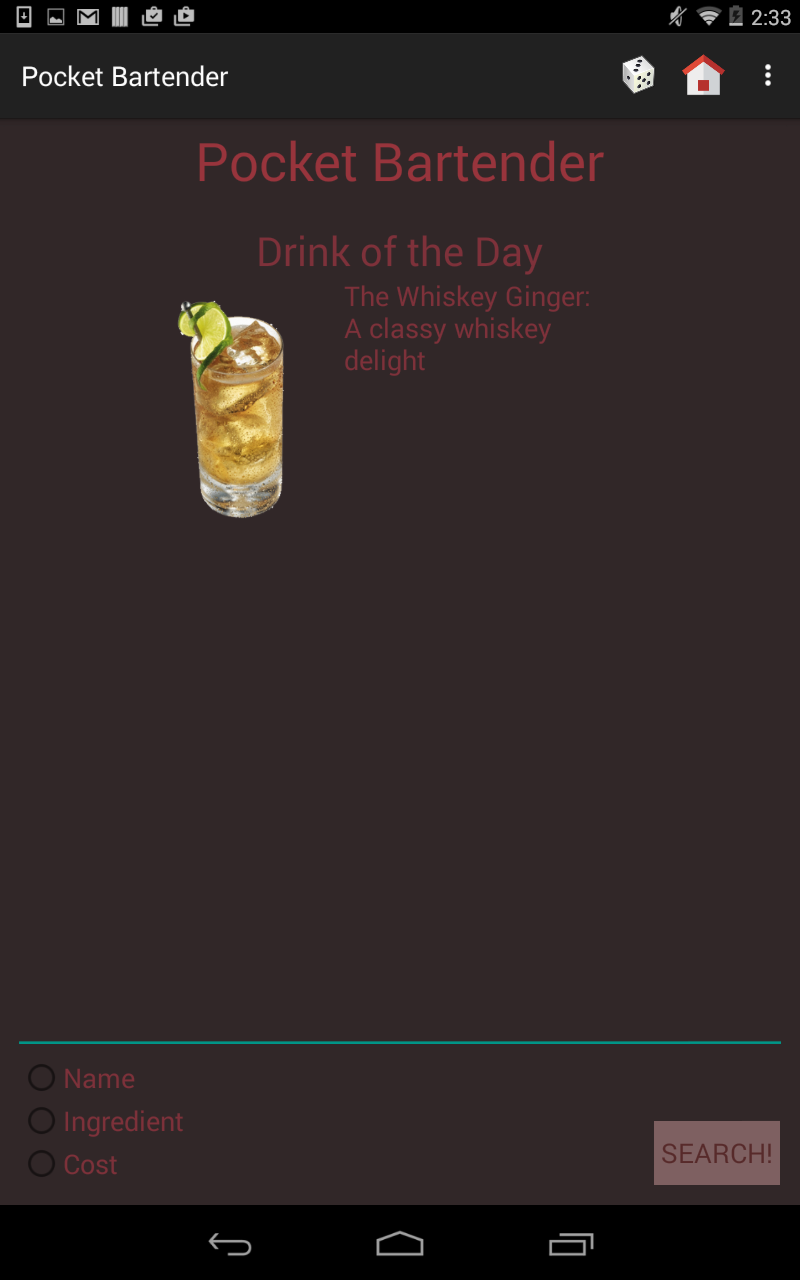 2:33
Pocket Bartender
Pocket Bartender
Drink of the Day
The Whiskey Ginger:
A classy whiskey
delight
Name
Ingredient
Cost
SEARCH!